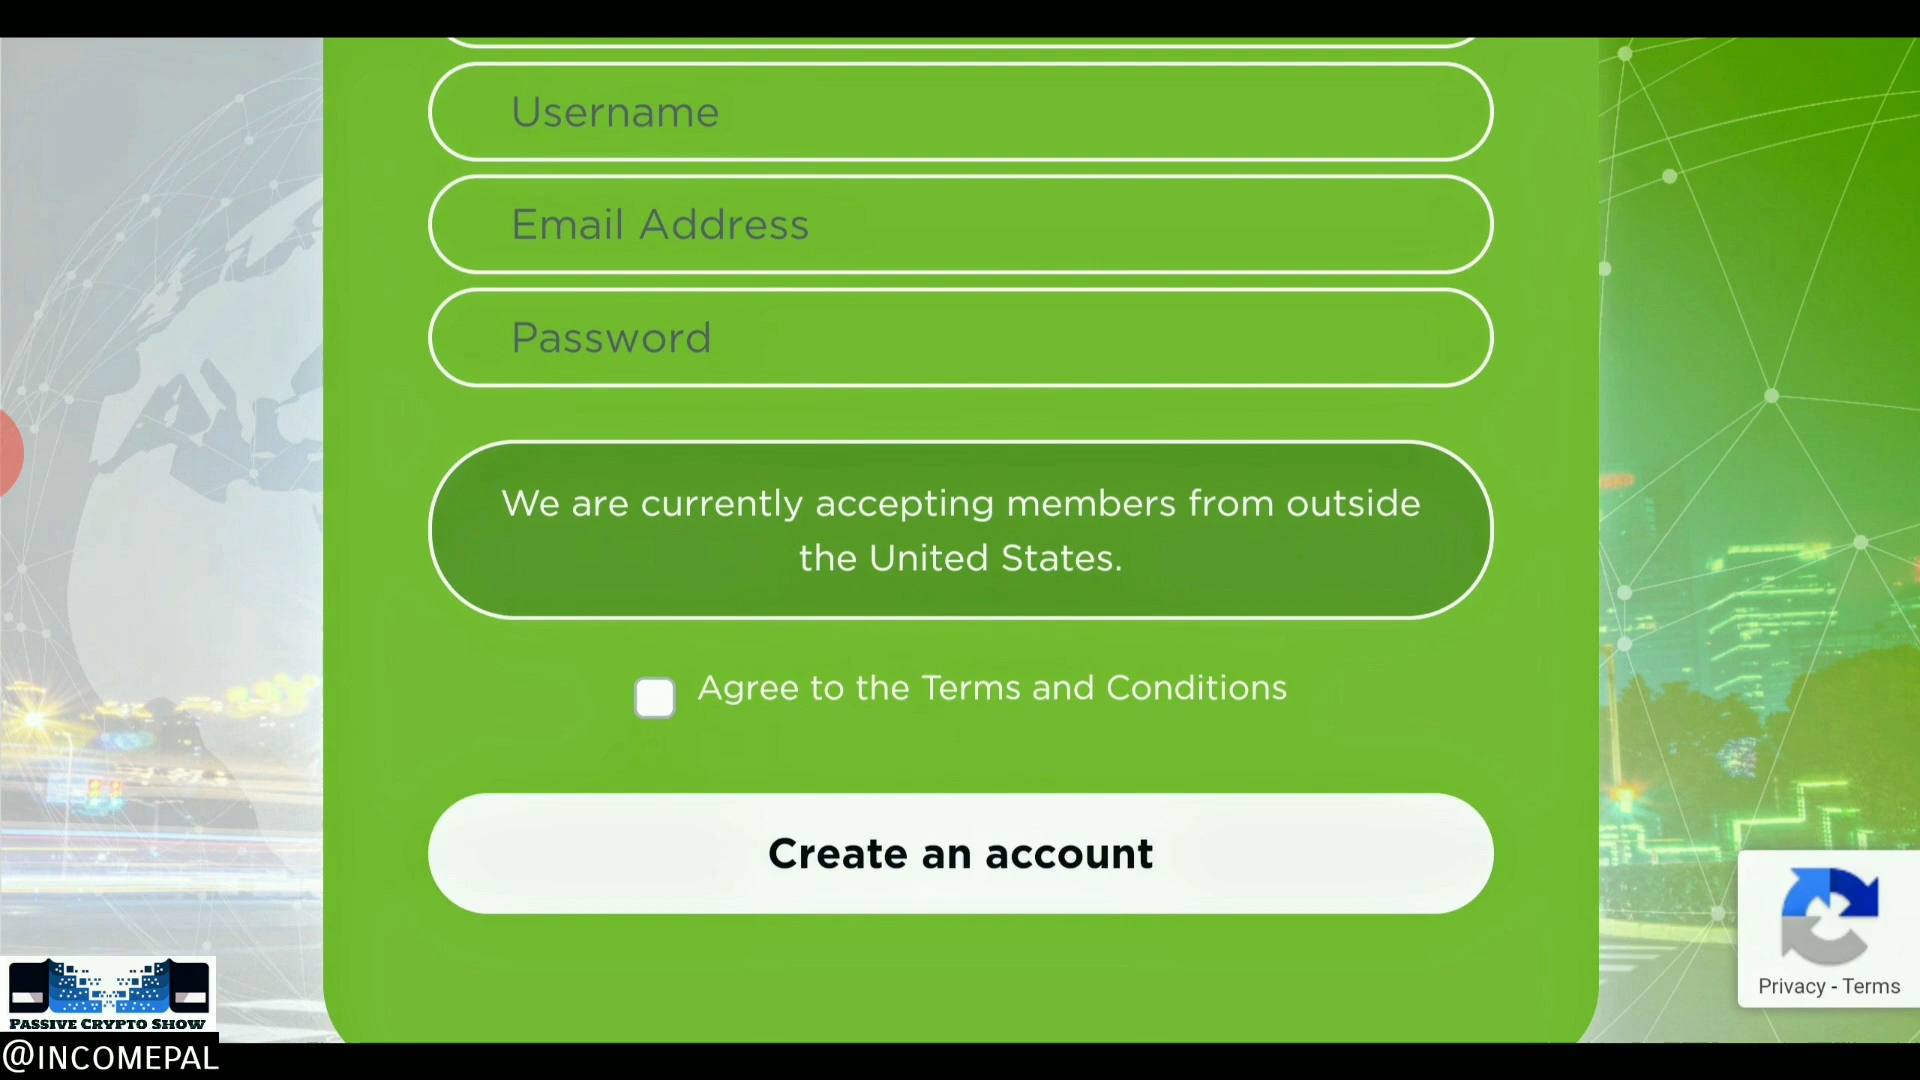 Username
Email Address
Password
We are currently accepting members from outside
the United States.
Agree to the Terms and Conditions
Create an account
Privacy - Terms
PASSIVE CRYPTO SHOW
@INCOMEPAL